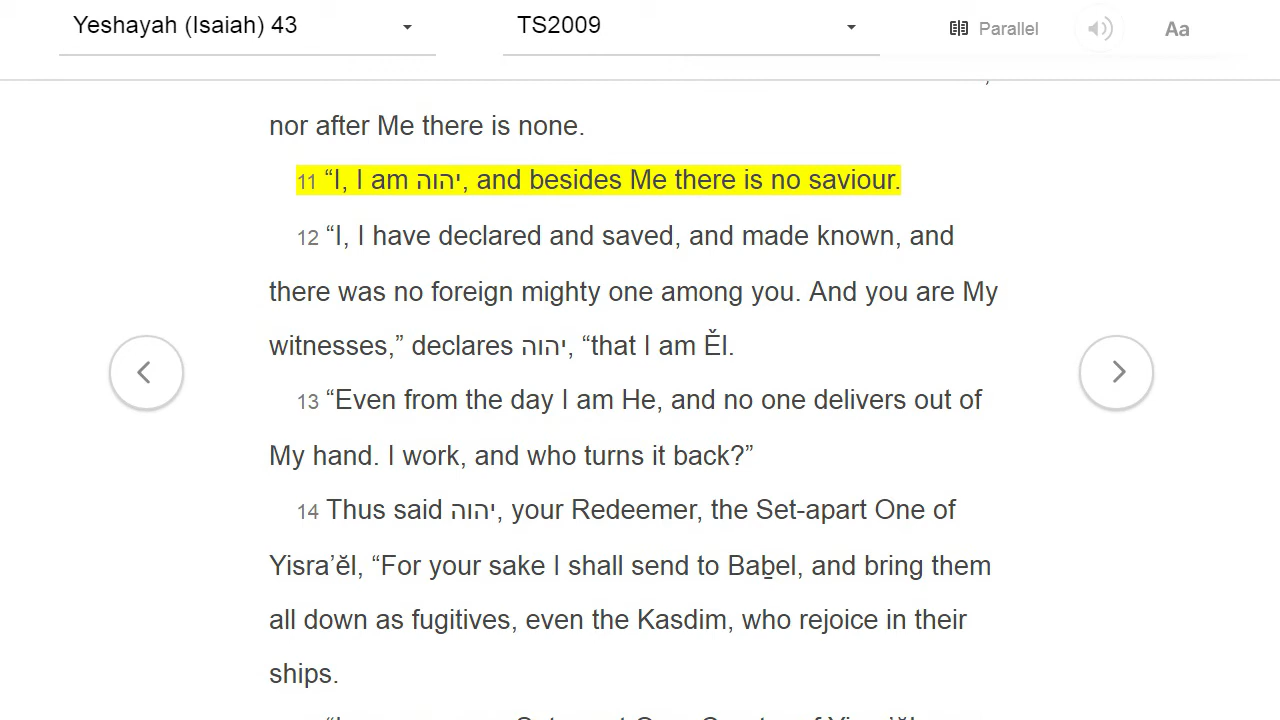 Yeshayah (Isaiah) 43
TS2009
Parallel
Aa
nor after Me there is none.
11 “I, I am יהוה, and besides Me there is no saviour.
12 “I, I have declared and saved, and made known, and
there was no foreign mighty one among you. And you are My
witnesses,” declares יהוה, “that I am Ěl.
13 “Even from the day I am He, and no one delivers out of
My hand. I work, and who turns it back?”
14 Thus said יהוה, your Redeemer, the Set-apart One of
Yisra’ĕl, “For your sake I shall send to Baḇel, and bring them
all down as fugitives, even the Kasdim, who rejoice in their
ships.